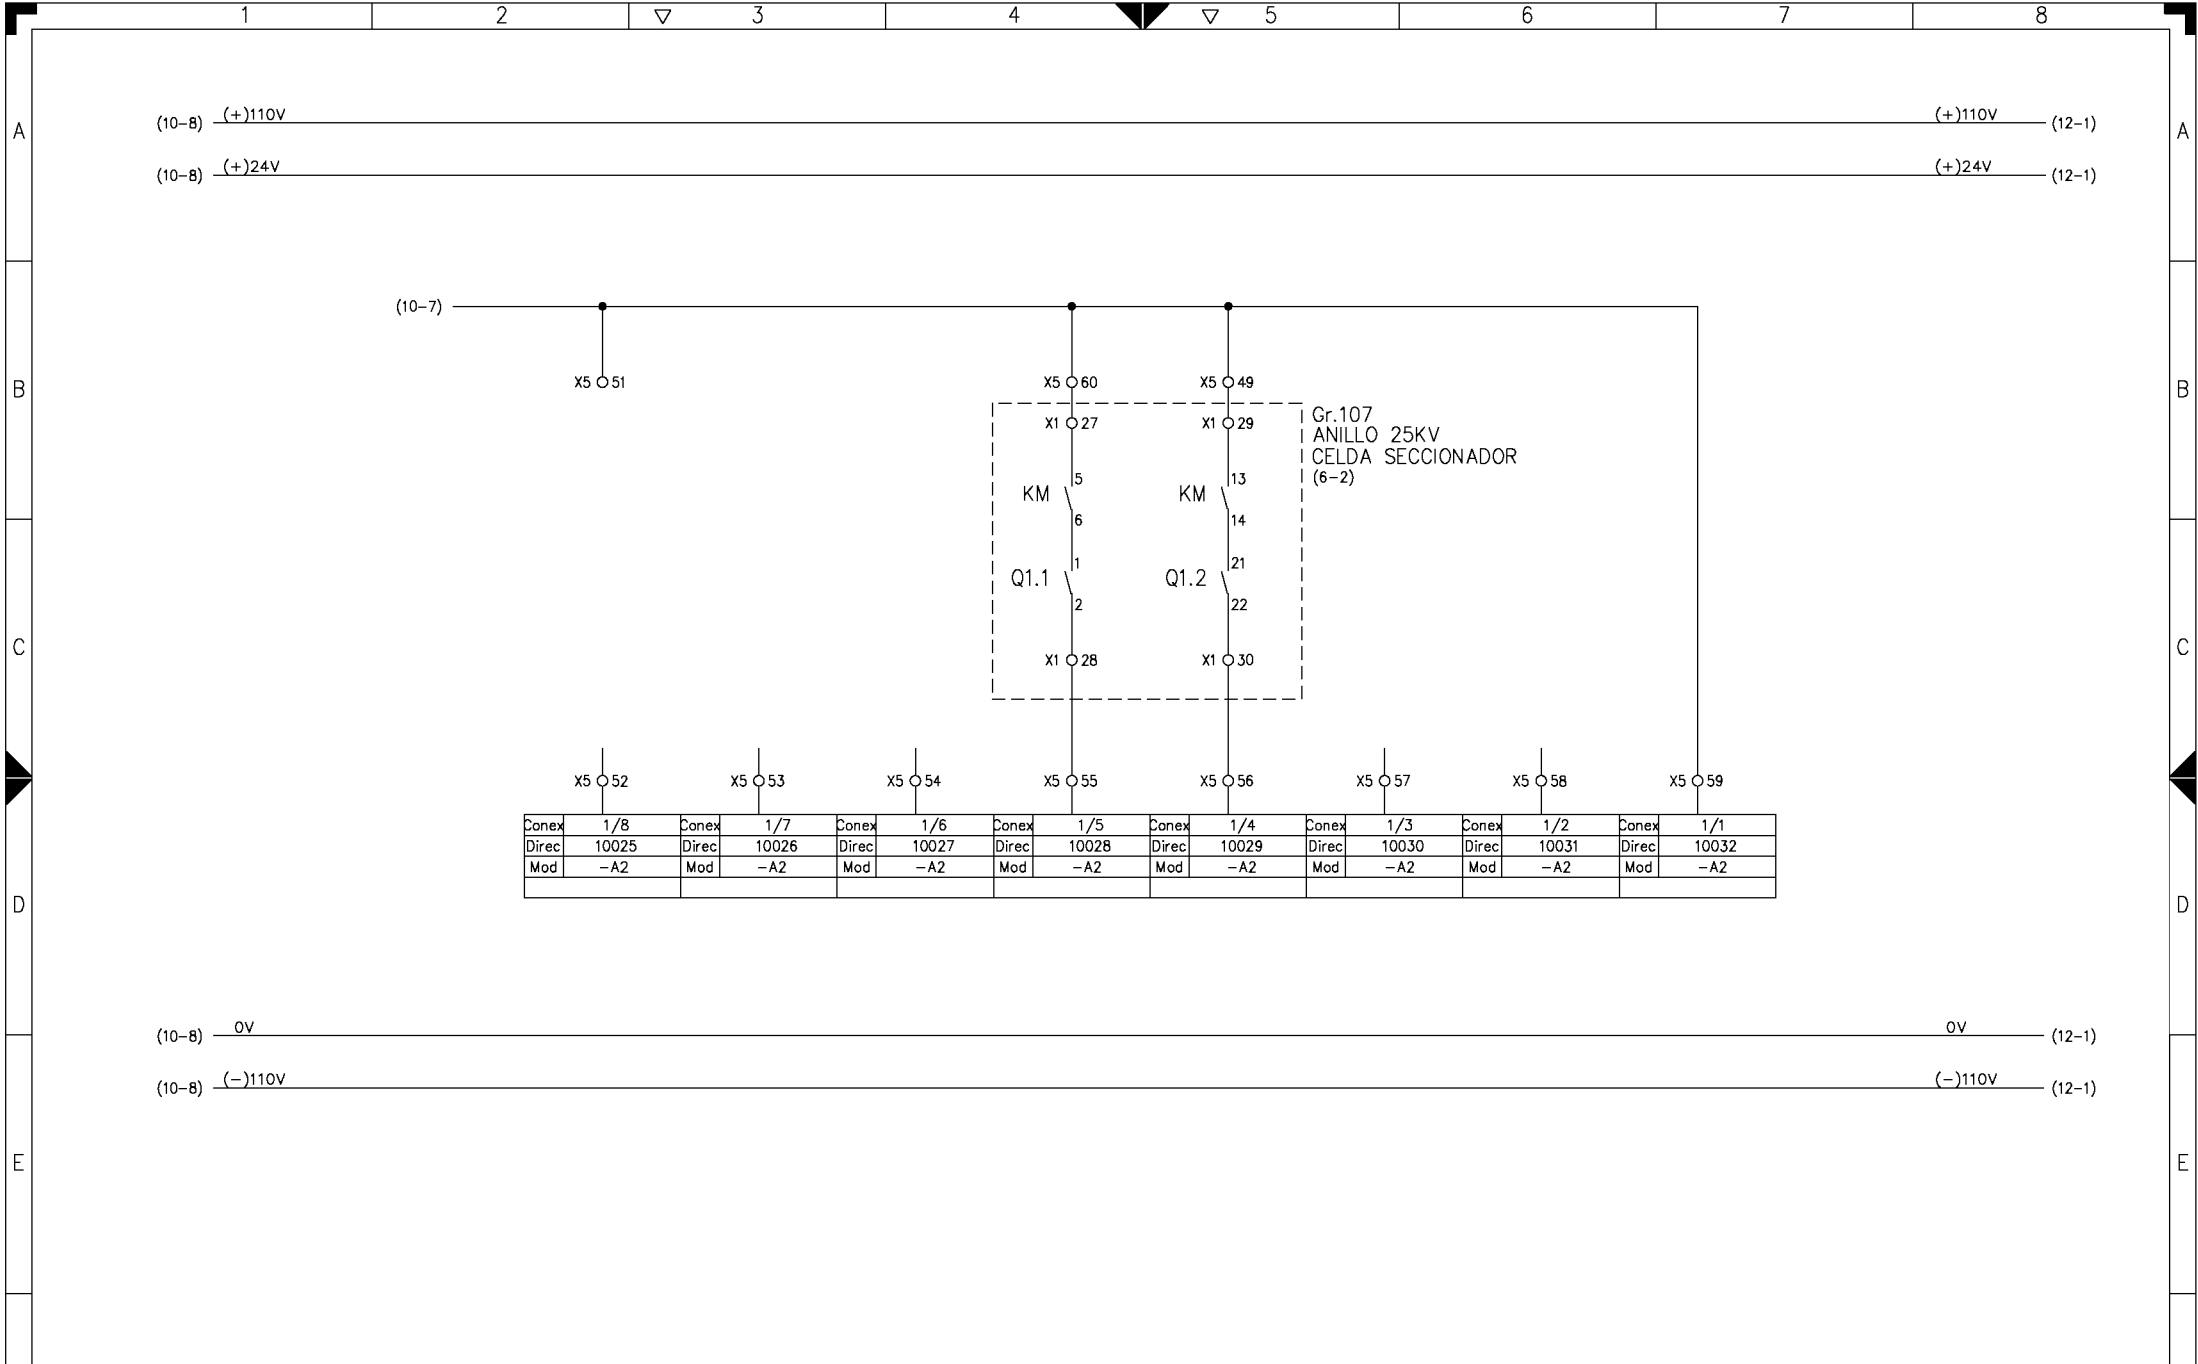 1 2 3 4 5 6 7 8
A A
(10-8) (+)110V (+)110V (12-1)
(10-8) (+)24V (+)24V (12-1)
(10-7)
B B
X5 51 X5 60 X5 49
X1 27 X1 29
Gr.107
ANILLO 25KV
CELDA SECCIONADOR
(6-2)
5 13
KM KM
6 14
1 21
Q1.1 Q1.2
2 22
C C
X1 28 X1 30
X5 52 X5 53 X5 54 X5 55 X5 56 X5 57 X5 58 X5 59
Conex 1/8 Conex 1/7 Conex 1/6 Conex 1/5 Conex 1/4 Conex 1/3 Conex 1/2 Conex 1/1
Direc 10025 Direc 10026 Direc 10027 Direc 10028 Direc 10029 Direc 10030 Direc 10031 Direc 10032
Mod -A2 Mod -A2 Mod -A2 Mod -A2 Mod -A2 Mod -A2 Mod -A2 Mod -A2
D D
(10-8) 0V 0V (12-1)
(10-8) (-)110V (-)110V (12-1)
E E